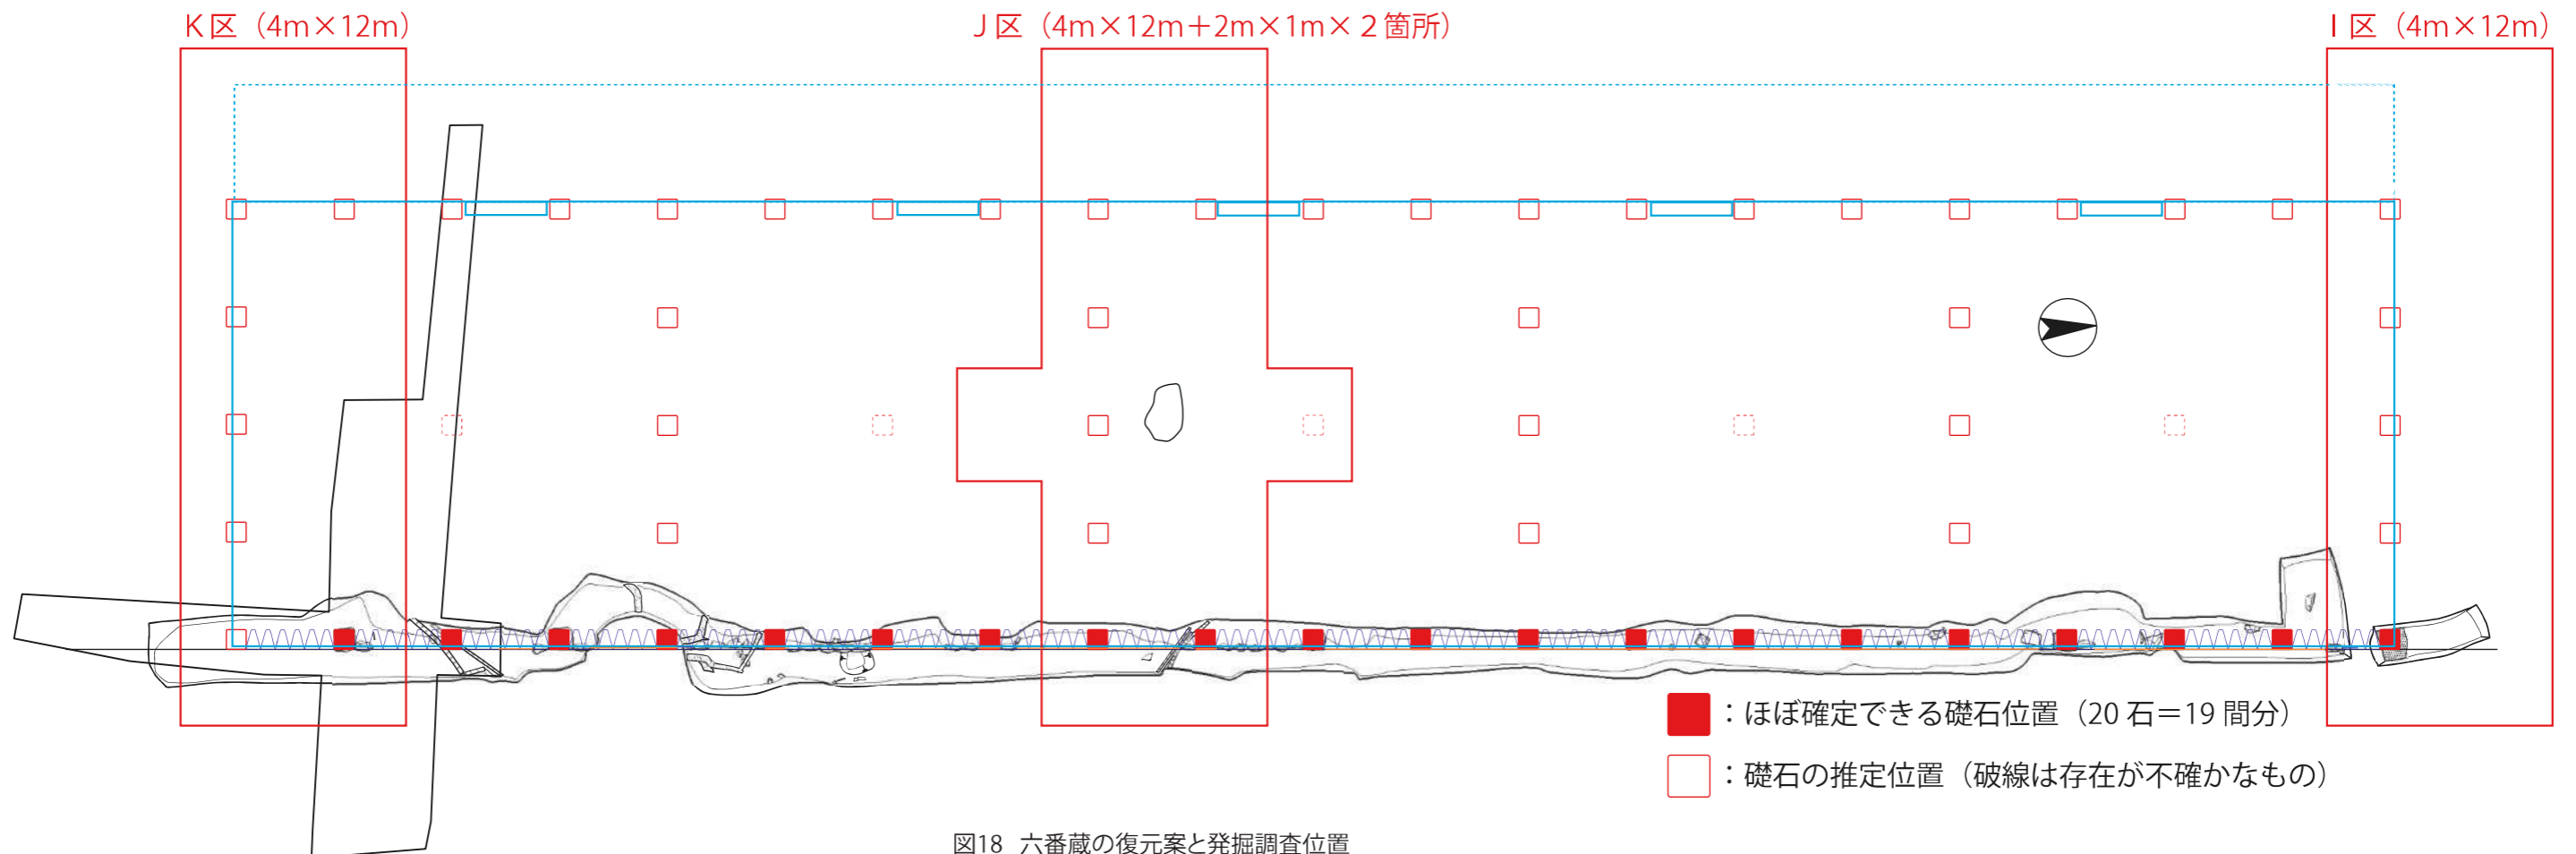 K区（4m×12m）
J区（4m×12m＋2m×1m×２箇所）
I区（4m×12m）
：ほぼ確定できる礎石位置（20石＝19間分）
：礎石の推定位置（破線は存在が不確かなもの）
図18 六番蔵の復元案と発掘調査位置